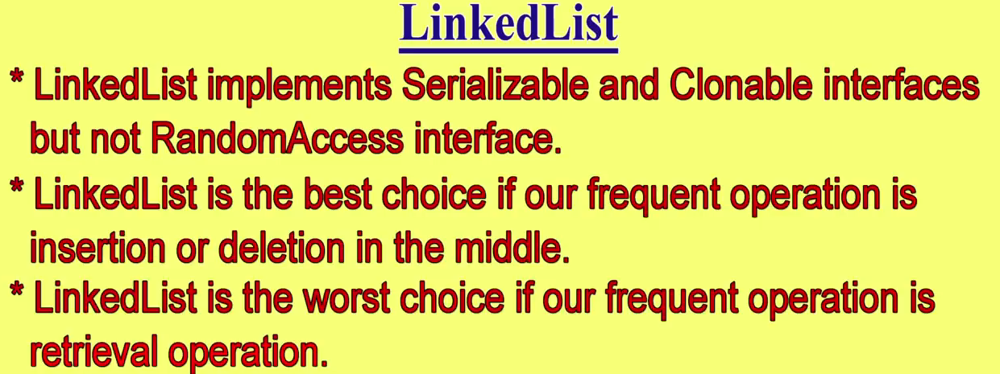 LinkedList
* LinkedList implements Serializable and Clonable interfaces
but not RandomAccess interface.
* LinkedList is the best choice if our frequent operation is
insertion or deletion in the middle.
* LinkedList is the worst choice if our frequent operation is
retrieval operation.